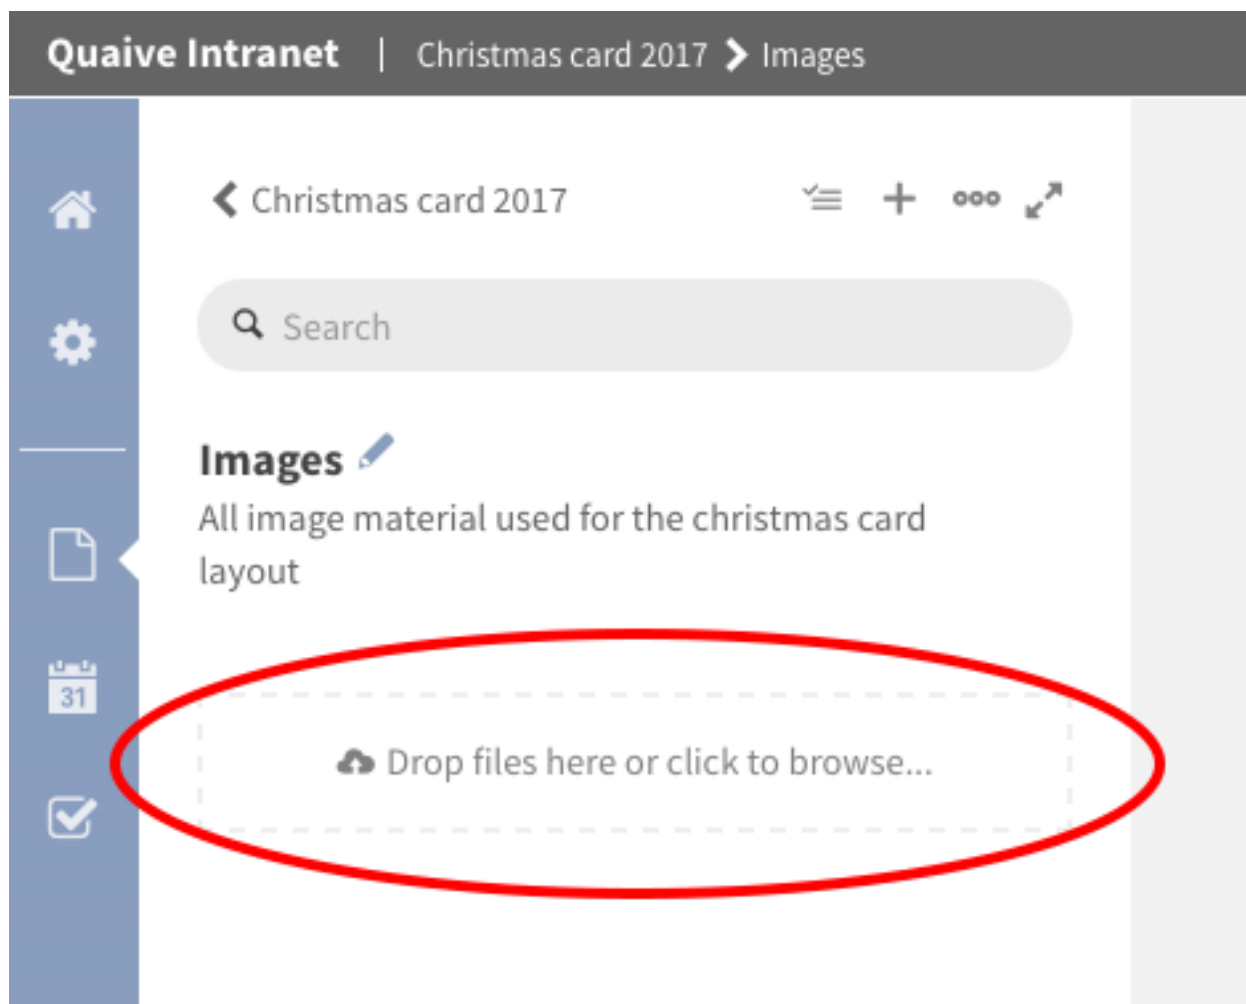 Quaive Intranet | Christmas card 2017 > Images
Christmas card 2017
Search
Images
All image material used for the christmas card
layout
31
Drop files here or click to browse...